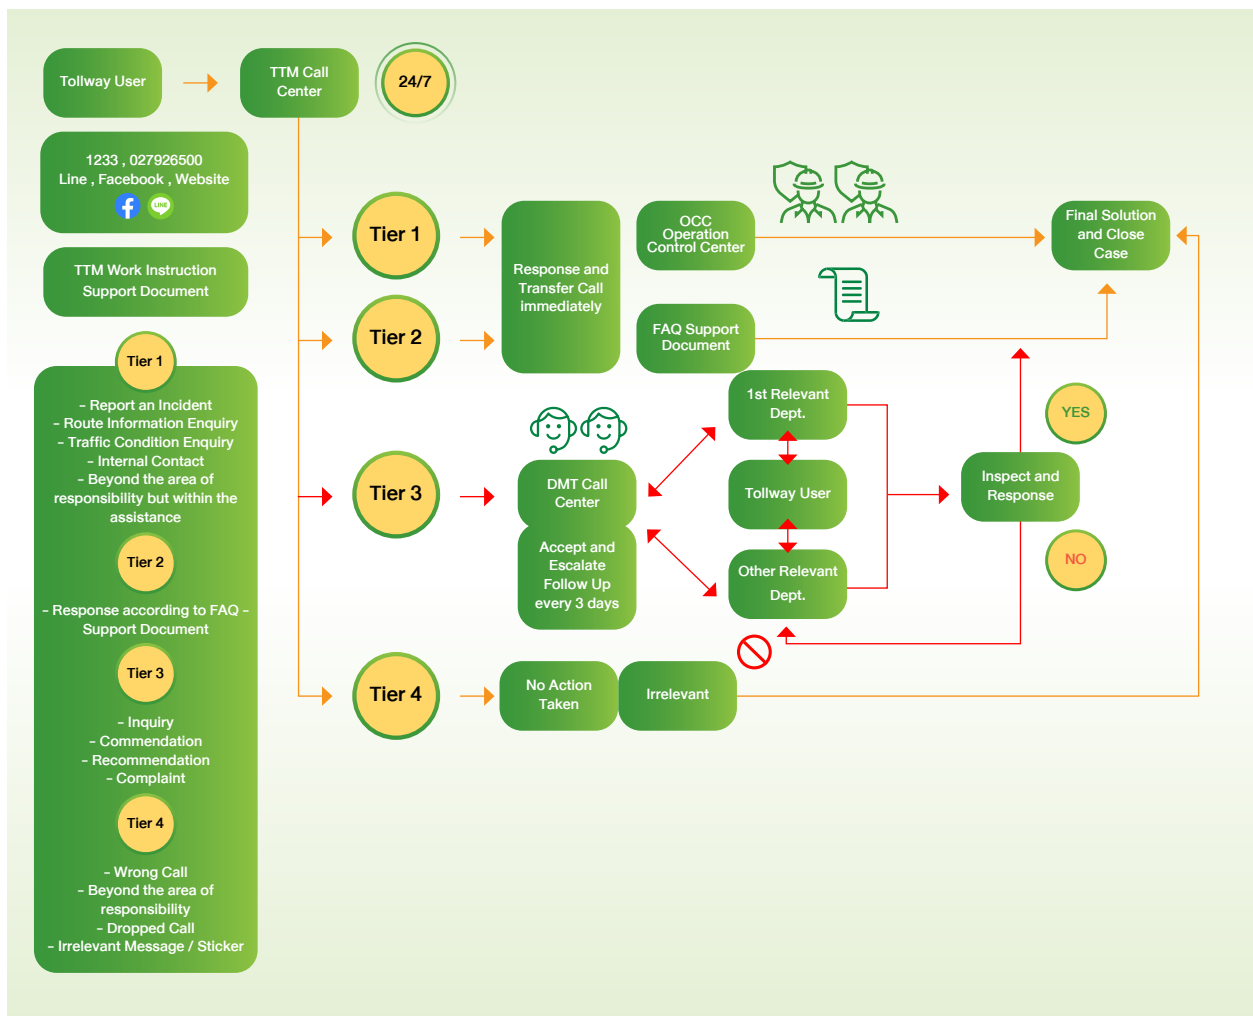 Tollway User
TTM Call
Center
24/7
1233 , 027926500
Line , Facebook , Website
LINE
TTM Work Instruction
Support Document
Tier 1
– Report an Incident
– Route Information Enquiry
– Traffic Condition Enquiry
– Internal Contact
– Beyond the area of
responsibility but within the
assistance
Tier 2
– Response according to FAQ –
Support Document
Tier 3
– Inquiry
– Commendation
– Recommendation
– Complaint
Tier 4
– Wrong Call
– Beyond the area of
responsibility
– Dropped Call
– Irrelevant Message / Sticker
Tier 1
Tier 2
Response and
Transfer Call
immediately
OCC
Operation
Control Center
FAQ Support
Document
Final Solution
and Close
Case
Tier 3
DMT Call
Center
Accept and
Escalate
Follow Up
every 3 days
1st Relevant
Dept.
Tollway User
Other Relevant
Dept.
Inspect and
Response
YES
NO
Tier 4
No Action
Taken
Irrelevant